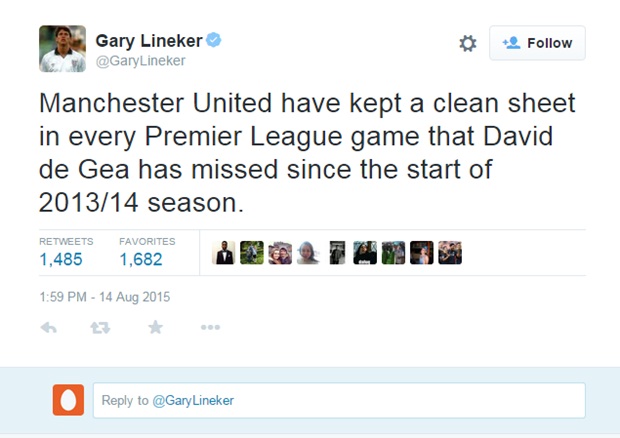 Gary Lineker
@GaryLineker
Follow
Manchester United have kept a clean sheet
in every Premier League game that David
de Gea has missed since the start of
2013/14 season.
RETWEETS FAVORITES
1,485 1,682
1:59 PM - 14 Aug 2015
Reply to @GaryLineker